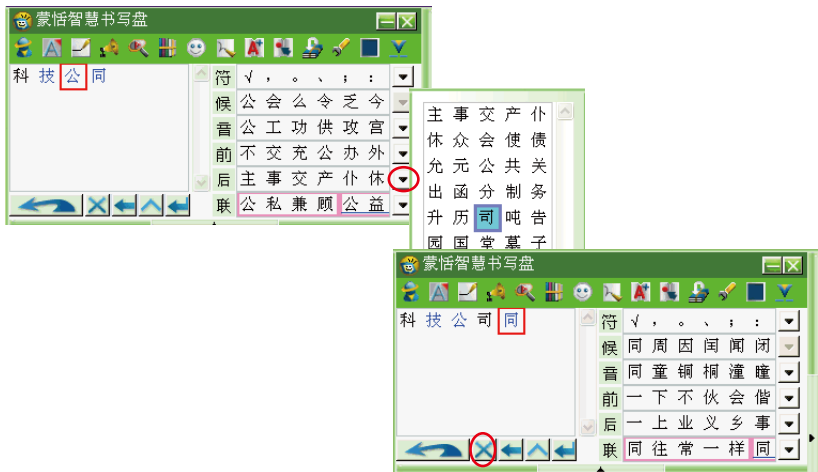 蒙恬智慧书写盘
科技公同
符 √ ， 。 、 ； ：
候 公 会 么 令 乏 今
音 公 工 功 供 攻 宫
前 不 交 充 公 办 外
后 主 事 交 产 仆 休
联 公 私 兼 顾 公 益
主 事 交 产 仆
休 众 会 使 债
允 元 公 共 关
出 函 分 制 务
升 历 司 吨 告
园 国 堂 墓 子
蒙恬智慧书写盘
科技公司同
符 √ ， 。 、 ； ：
候 同 周 因 闰 闻 闭
音 同 童 铜 桐 潼 瞳
前 一 下 不 伙 会 偕
后 一 上 业 义 乡 事
联 同 往 常 一 样 同